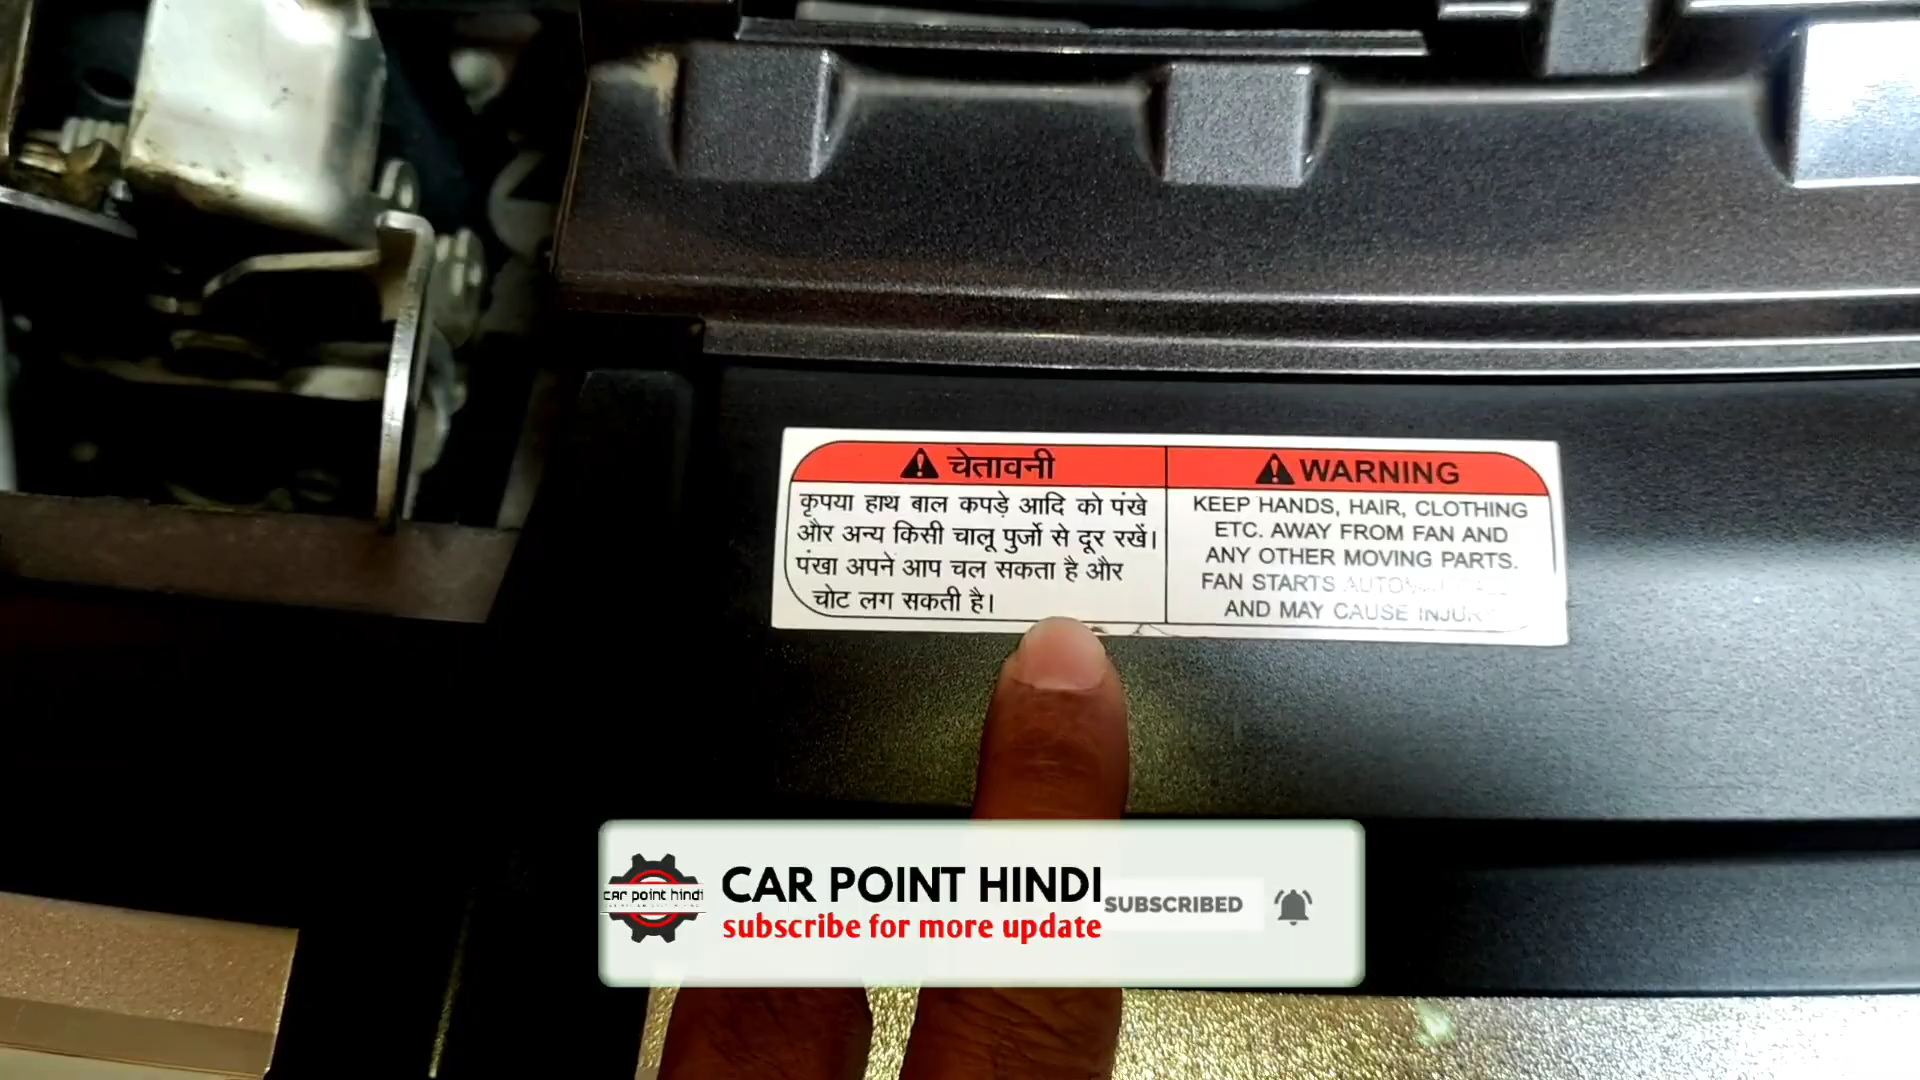 चेतावनी
कृपया हाथ बाल कपड़े आदि को पंखे
और अन्य किसी चालू पुर्जो से दूर रखें।
पंखा अपने आप चल सकता है और
चोट लग सकती है।
WARNING
KEEP HANDS, HAIR, CLOTHING
ETC. AWAY FROM FAN AND
ANY OTHER MOVING PARTS.
FAN STARTS
AND MAY CAUSE
car point hindi
CAR POINT HINDI
subscribe for more update
SUBSCRIBED